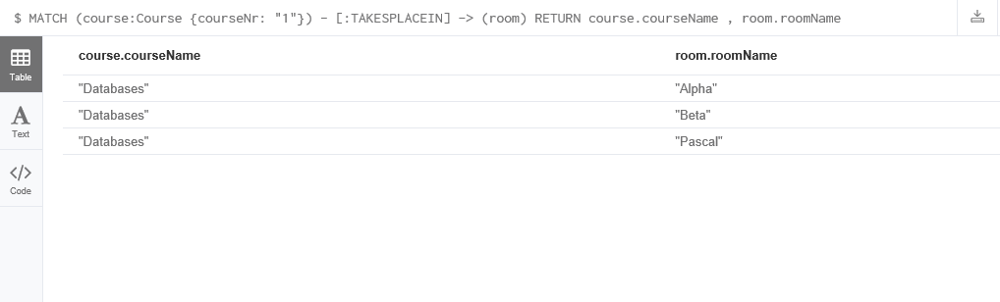 $ MATCH (course:Course {courseNr: "1"}) - [:TAKESPLACEIN] -> (room) RETURN course.courseName , room.roomName
course.courseName room.roomName
Table
"Databases" "Alpha"
"Databases" "Beta"
A
Text
"Databases" "Pascal"
</>
Code